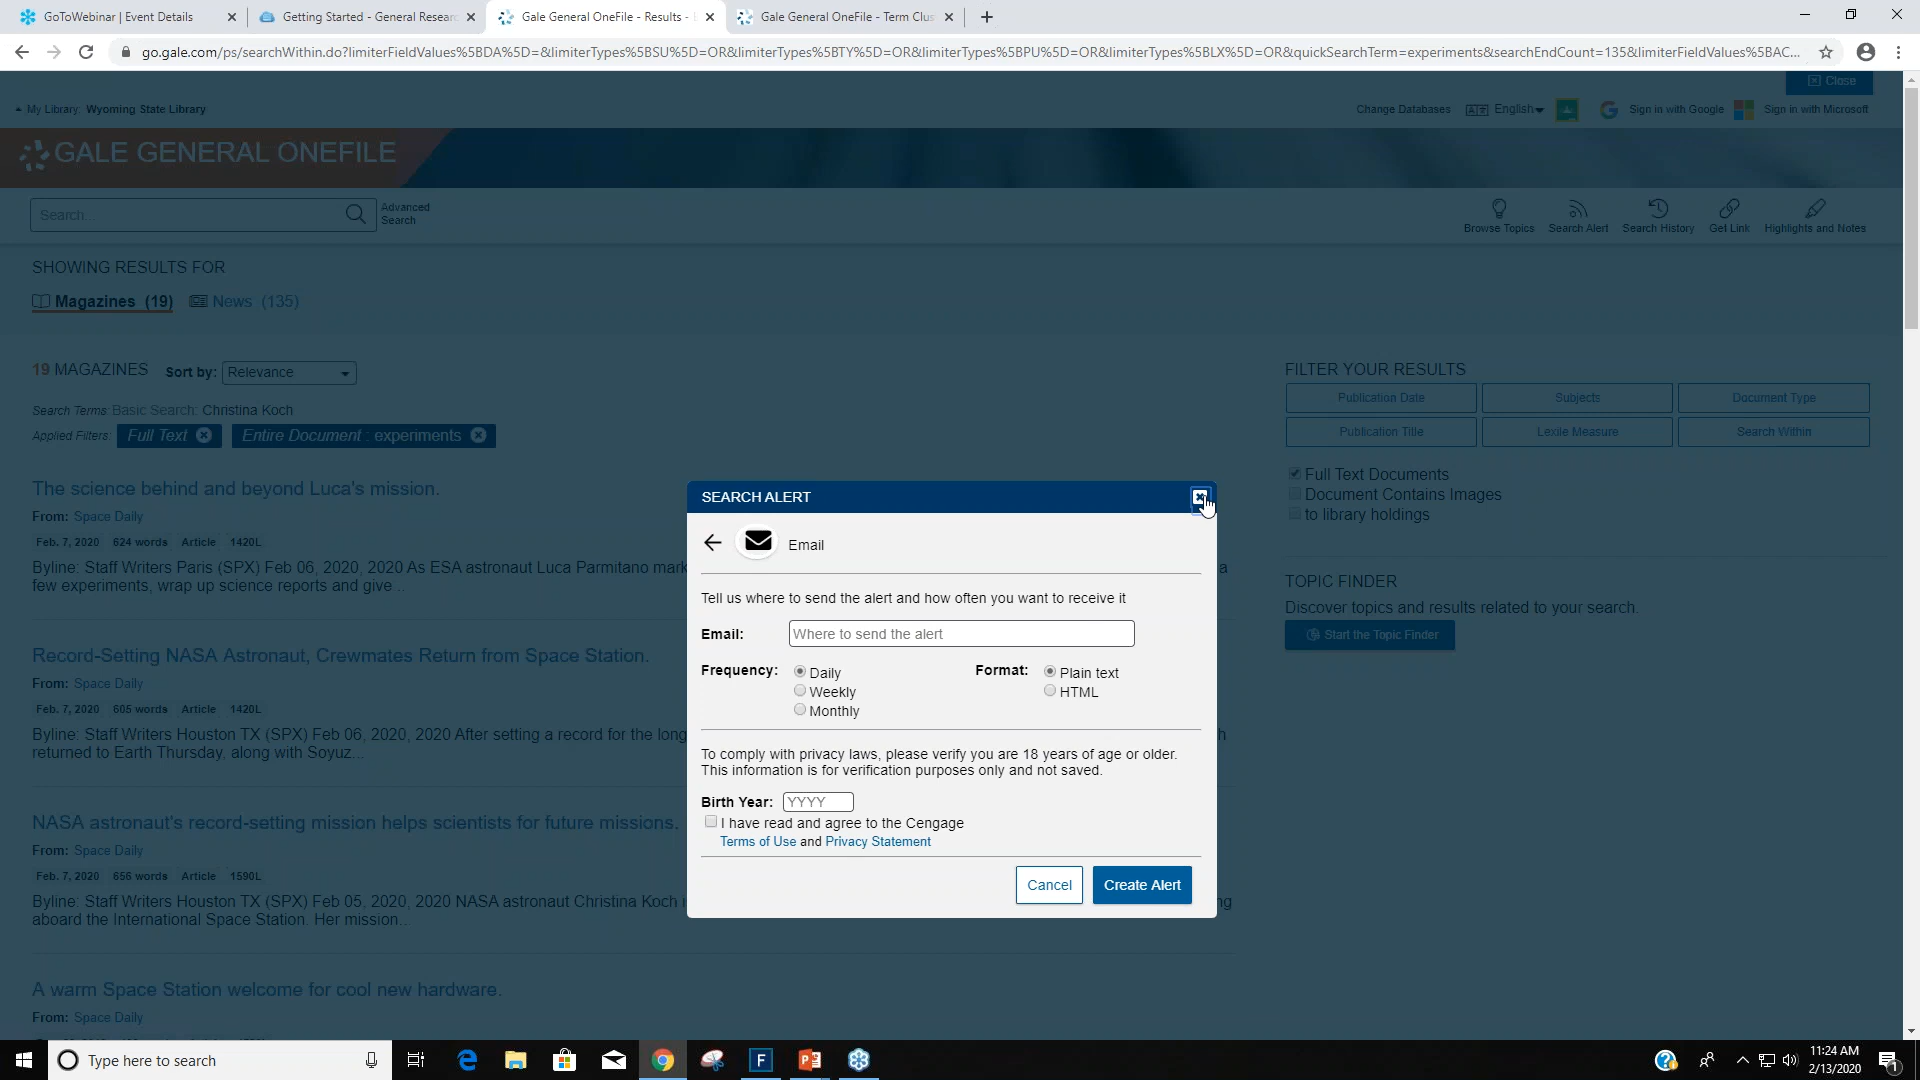 GoToWebinar | Event Details
Getting Started - General Researc
Gale General OneFile - Results -
Gale General OneFile - Term Clus
go.gale.com/ps/searchWithin.do?limiterFieldValues%5BDA%5D=&limiterTypes%5BSU%5D=OR&limiterTypes%5BTY%5D=OR&limiterTypes%5BPU%5D=OR&limiterTypes%5BLX%5D=OR&quickSearchTerm=experiments&searchEndCount=135&limiterFieldValues%5BAC...
Close
My Library: Wyoming State Library
Change Databases
English
Sign in with Google
Sign in with Microsoft
GALE GENERAL ONEFILE
Search...
Advanced
Search
Browse Topics
Search Alert
Search History
Get Link
Highlights and Notes
SHOWING RESULTS FOR
Magazines (19)
News (135)
19 MAGAZINES
Sort by: Relevance
Search Terms: Basic Search: Christina Koch
Applied Filters: Full Text
Entire Document : experiments
The science behind and beyond Luca's mission.
From: Space Daily
Feb. 7, 2020 624 words Article 1420L
Byline: Staff Writers Paris (SPX) Feb 06, 2020, 2020 As ESA astronaut Luca Parmitano mark
a
few experiments, wrap up science reports and give ...
Record-Setting NASA Astronaut, Crewmates Return from Space Station.
From: Space Daily
Feb. 7, 2020 605 words Article 1420L
Byline: Staff Writers Houston TX (SPX) Feb 06, 2020, 2020 After setting a record for the long
returned to Earth Thursday, along with Soyuz...
NASA astronaut's record-setting mission helps scientists for future missions.
From: Space Daily
Feb. 7, 2020 656 words Article 1590L
Byline: Staff Writers Houston TX (SPX) Feb 05, 2020, 2020 NASA astronaut Christina Koch i
ng
aboard the International Space Station. Her mission...
A warm Space Station welcome for cool new hardware.
From: Space Daily
FILTER YOUR RESULTS
Publication Date
Subjects
Document Type
Publication Title
Lexile Measure
Search Within
Full Text Documents
Document Contains Images
to library holdings
TOPIC FINDER
Discover topics and results related to your search.
Start the Topic Finder
SEARCH ALERT
Email
Tell us where to send the alert and how often you want to receive it
Email: Where to send the alert
Frequency: Daily
Weekly
Monthly
Format: Plain text
HTML
To comply with privacy laws, please verify you are 18 years of age or older.
This information is for verification purposes only and not saved.
Birth Year: YYYY
I have read and agree to the Cengage
Terms of Use and Privacy Statement
Cancel
Create Alert
Type here to search
11:24 AM
2/13/2020